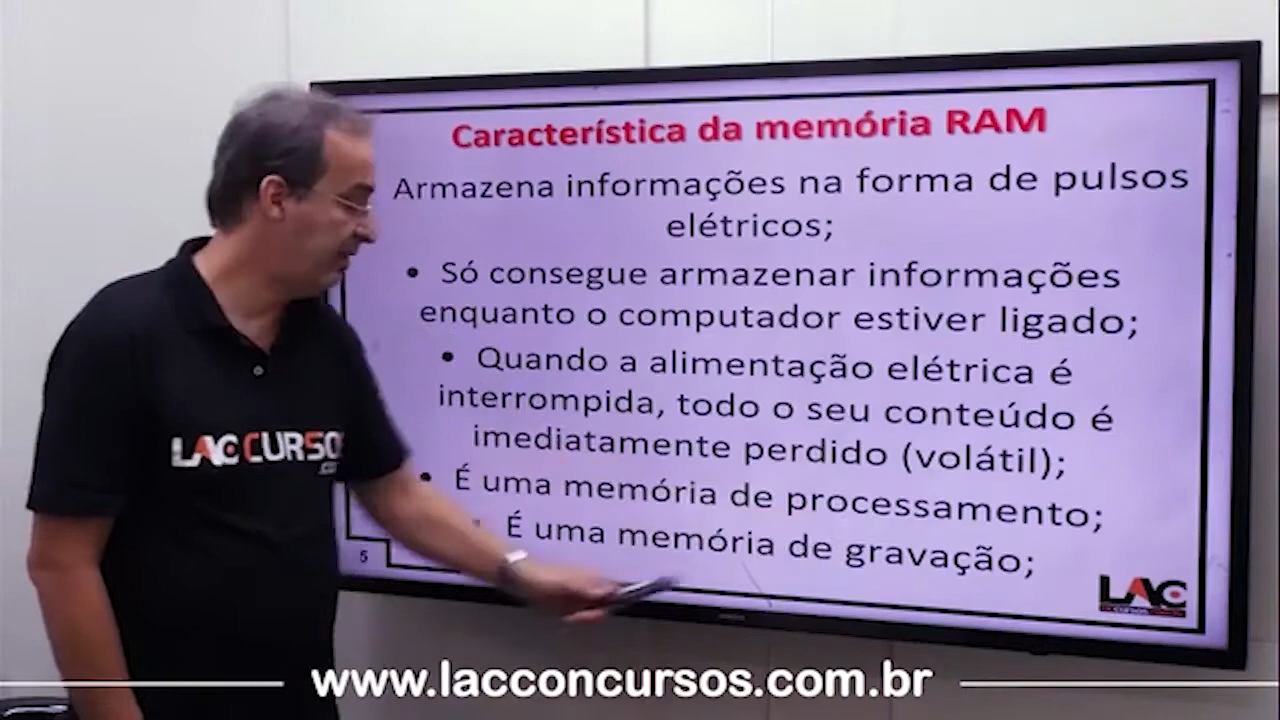 Característica da memória RAM
Armazena informações na forma de pulsos
elétricos;
• Só consegue armazenar informações
enquanto o computador estiver ligado;
• Quando a alimentação elétrica é
interrompida, todo o seu conteúdo é
imediatamente perdido (volátil);
• É uma memória de processamento;
• É uma memória de gravação;
5
LAC
LAC CURSOS
www.lacconcursos.com.br